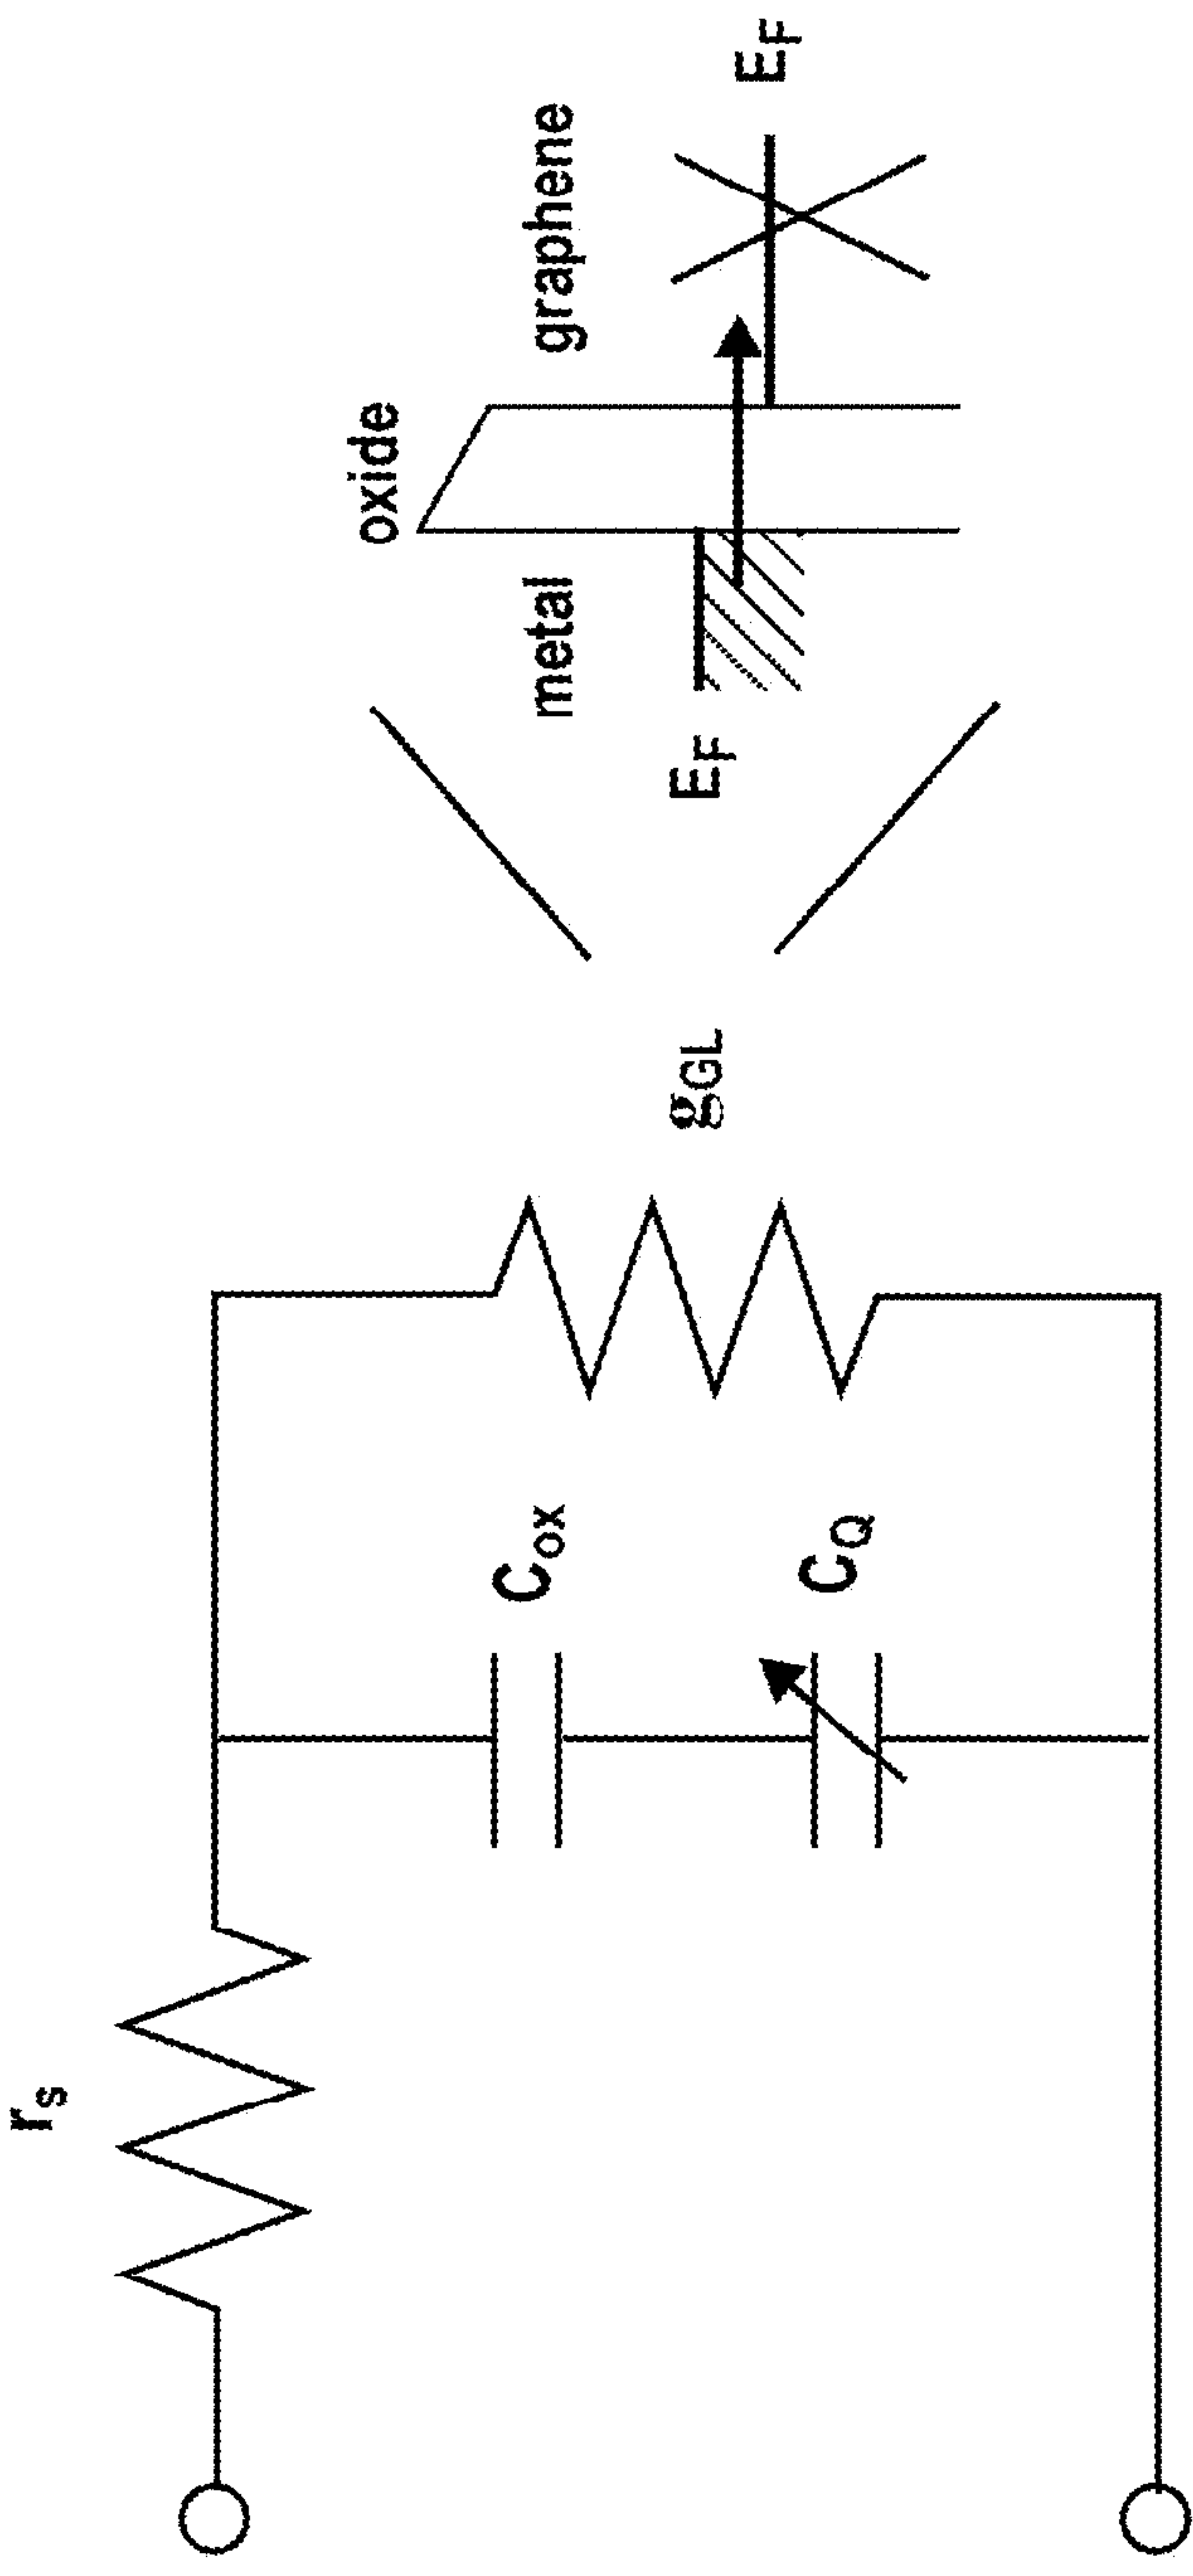 r_s
C_ox
C_Q
g_GL
oxide
metal
graphene
E_F
E_F